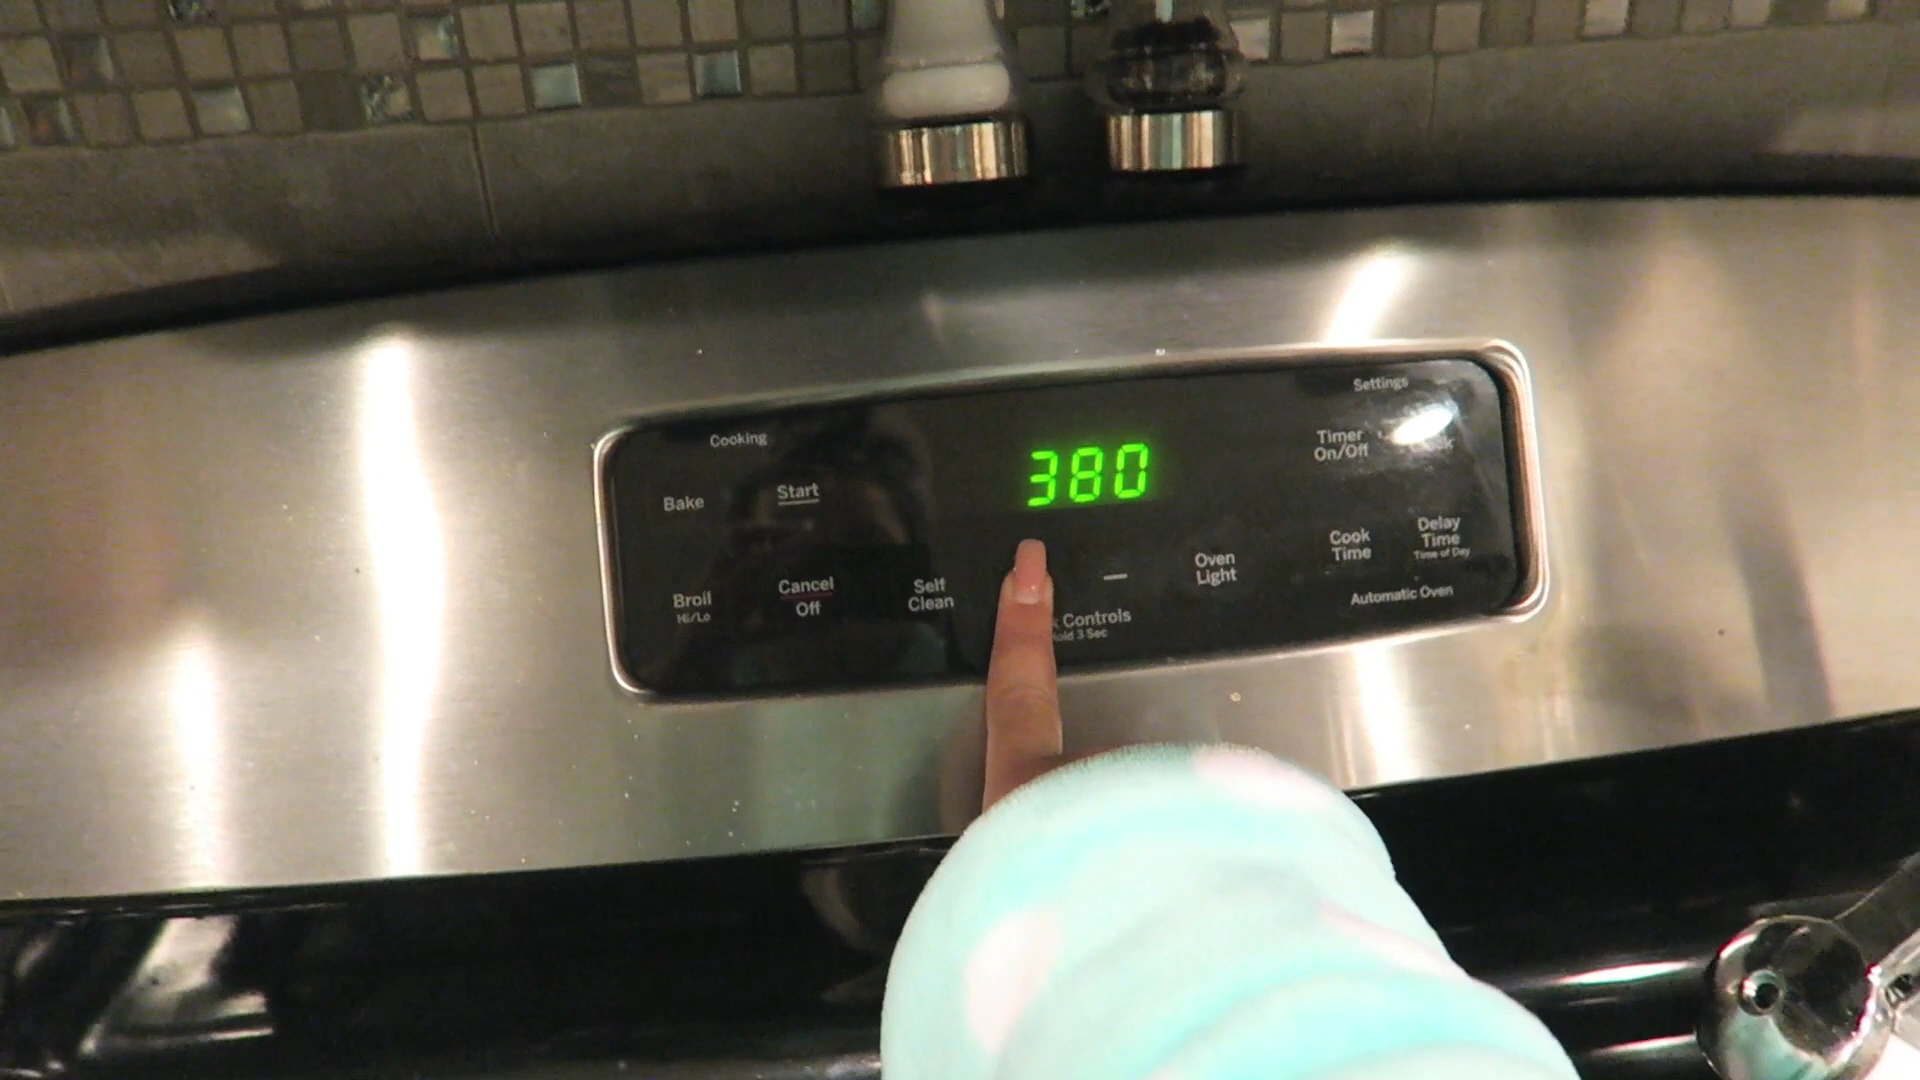 Cooking
Settings
380
Timer
On/Off
Bake
Start
Cook
Time
Delay
Time
Time of Day
Oven
Light
Broil
Hi/Lo
Cancel
Off
Self
Clean
Controls
Hold 3 Sec
Automatic Oven